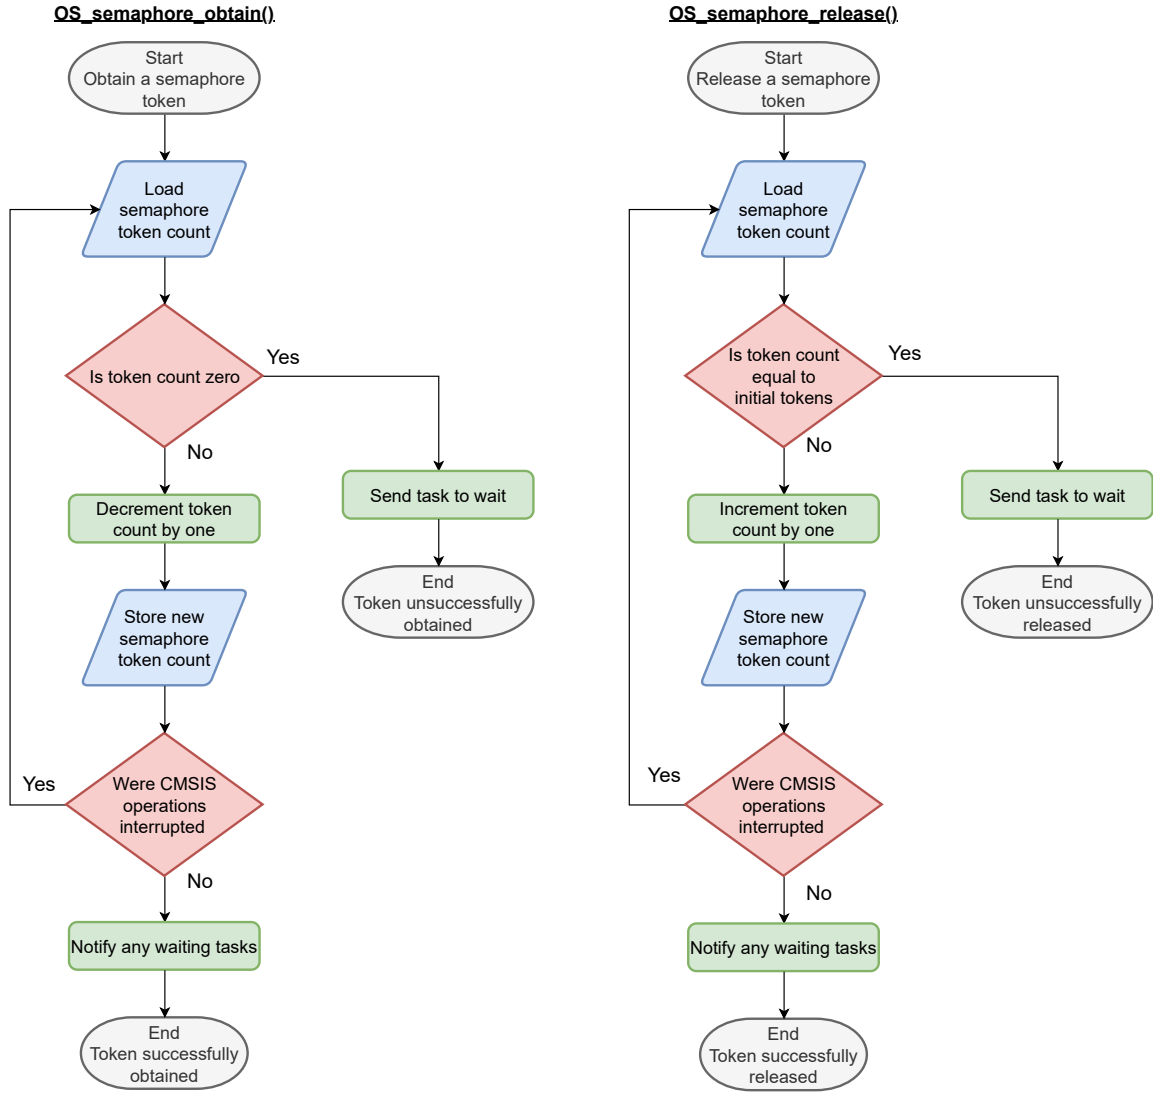 OS_semaphore_obtain()
Start
Obtain a semaphore
token
Load
semaphore
token count
Is token count zero
Yes
No
Decrement token
count by one
Send task to wait
End
Token unsuccessfully
obtained
Store new
semaphore
token count
Were CMSIS
operations
interrupted
Yes
No
Notify any waiting tasks
End
Token successfully
obtained
OS_semaphore_release()
Start
Release a semaphore
token
Load
semaphore
token count
Is token count
equal to
initial tokens
Yes
No
Increment token
count by one
Send task to wait
End
Token unsuccessfully
released
Store new
semaphore
token count
Were CMSIS
operations
interrupted
Yes
No
Notify any waiting tasks
End
Token successfully
released